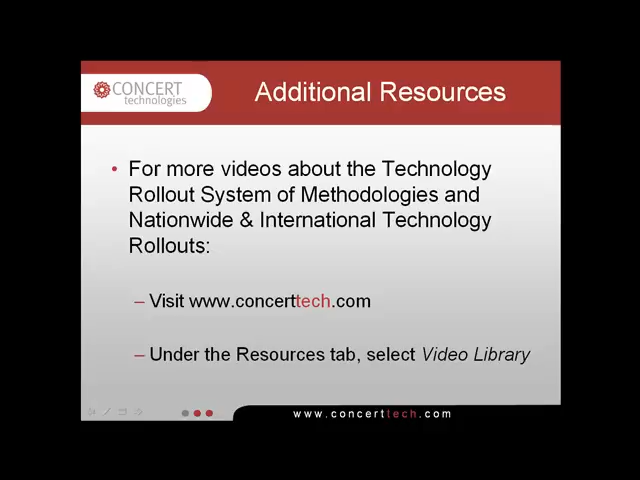 CONCERT
technologies
Additional Resources
• For more videos about the Technology
Rollout System of Methodologies and
Nationwide & International Technology
Rollouts:
– Visit www.concerttech.com
– Under the Resources tab, select Video Library
www.concerttech.com